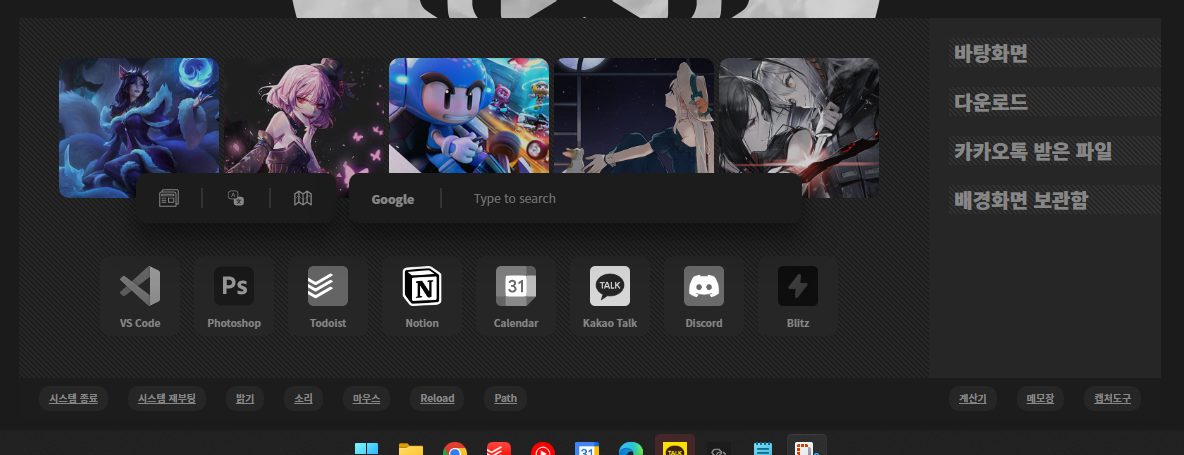 바탕화면
다운로드
카카오톡 받은 파일
배경화면 보관함
Google
Type to search
Ps
N
31
TALK
VS Code
Photoshop
Todoist
Notion
Calendar
Kakao Talk
Discord
Blitz
시스템 종료
시스템 재부팅
밝기
소리
마우스
Reload
Path
계산기
메모장
캡처도구
31
TALK